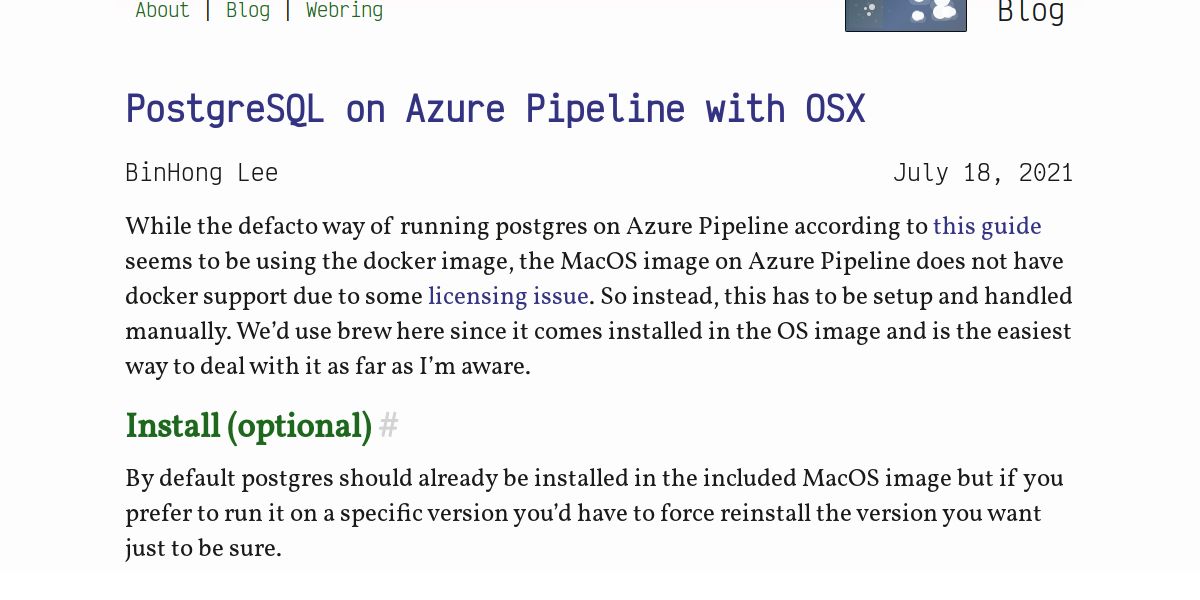 About | Blog | Webring
Blog
PostgreSQL on Azure Pipeline with OSX
BinHong Lee
July 18, 2021
While the defacto way of running postgres on Azure Pipeline according to this guide
seems to be using the docker image, the MacOS image on Azure Pipeline does not have
docker support due to some licensing issue. So instead, this has to be setup and handled
manually. We’d use brew here since it comes installed in the OS image and is the easiest
way to deal with it as far as I’m aware.
Install (optional) #
By default postgres should already be installed in the included MacOS image but if you
prefer to run it on a specific version you’d have to force reinstall the version you want
just to be sure.